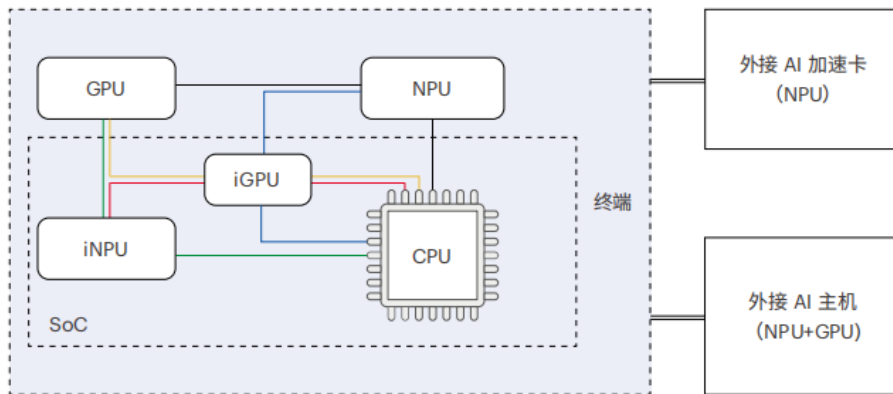 GPU
NPU
外接 AI 加速卡
（NPU）
iGPU
终端
iNPU
CPU
SoC
外接 AI 主机
（NPU+GPU)